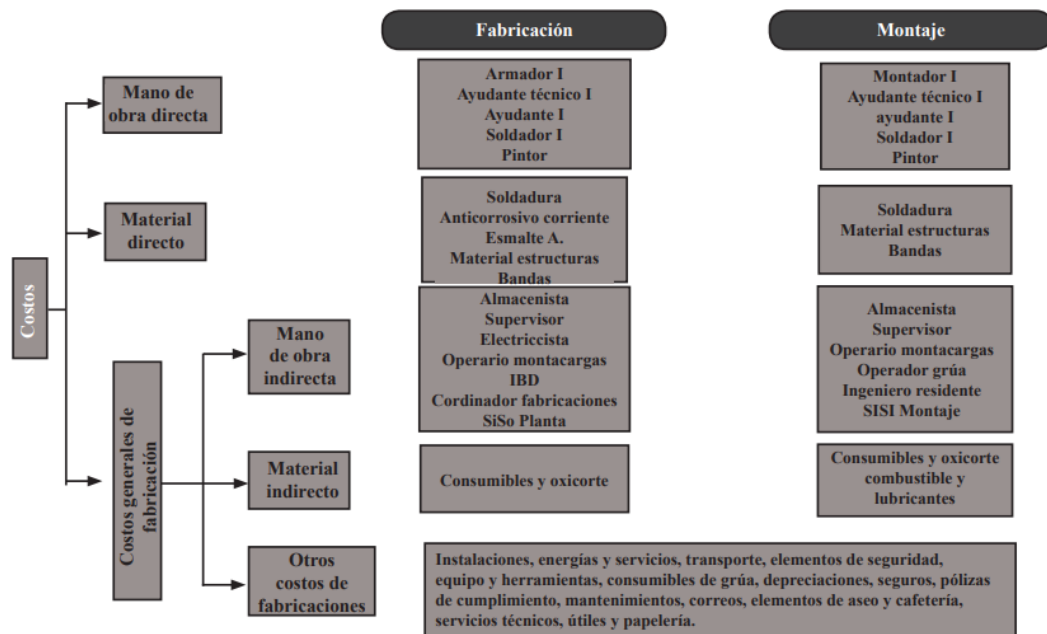 Fabricación
Montaje
Mano de
obra directa
Armador I
Ayudante técnico I
Ayudante I
Soldador I
Pintor
Montador I
Ayudante técnico I
ayudante I
Soldador I
Pintor
Material
directo
Soldadura
Anticorrosivo corriente
Esmalte A.
Material estructuras
Bandas
Soldadura
Material estructuras
Bandas
Costos
Costos generales de
fabricación
Mano
de obra
indirecta
Almacenista
Supervisor
Electriccista
Operario montacargas
IBD
Cordinador fabricaciones
SiSo Planta
Almacenista
Supervisor
Operario montacargas
Operador grúa
Ingeniero residente
SISI Montaje
Material
indirecto
Consumibles y oxicorte
Consumibles y oxicorte
combustible y
lubricantes
Otros
costos de
fabricaciones
Instalaciones, energías y servicios, transporte, elementos de seguridad,
equipo y herramientas, consumibles de grúa, depreciaciones, seguros, pólizas
de cumplimiento, mantenimientos, correos, elementos de aseo y cafetería,
servicios técnicos, útiles y papelería.